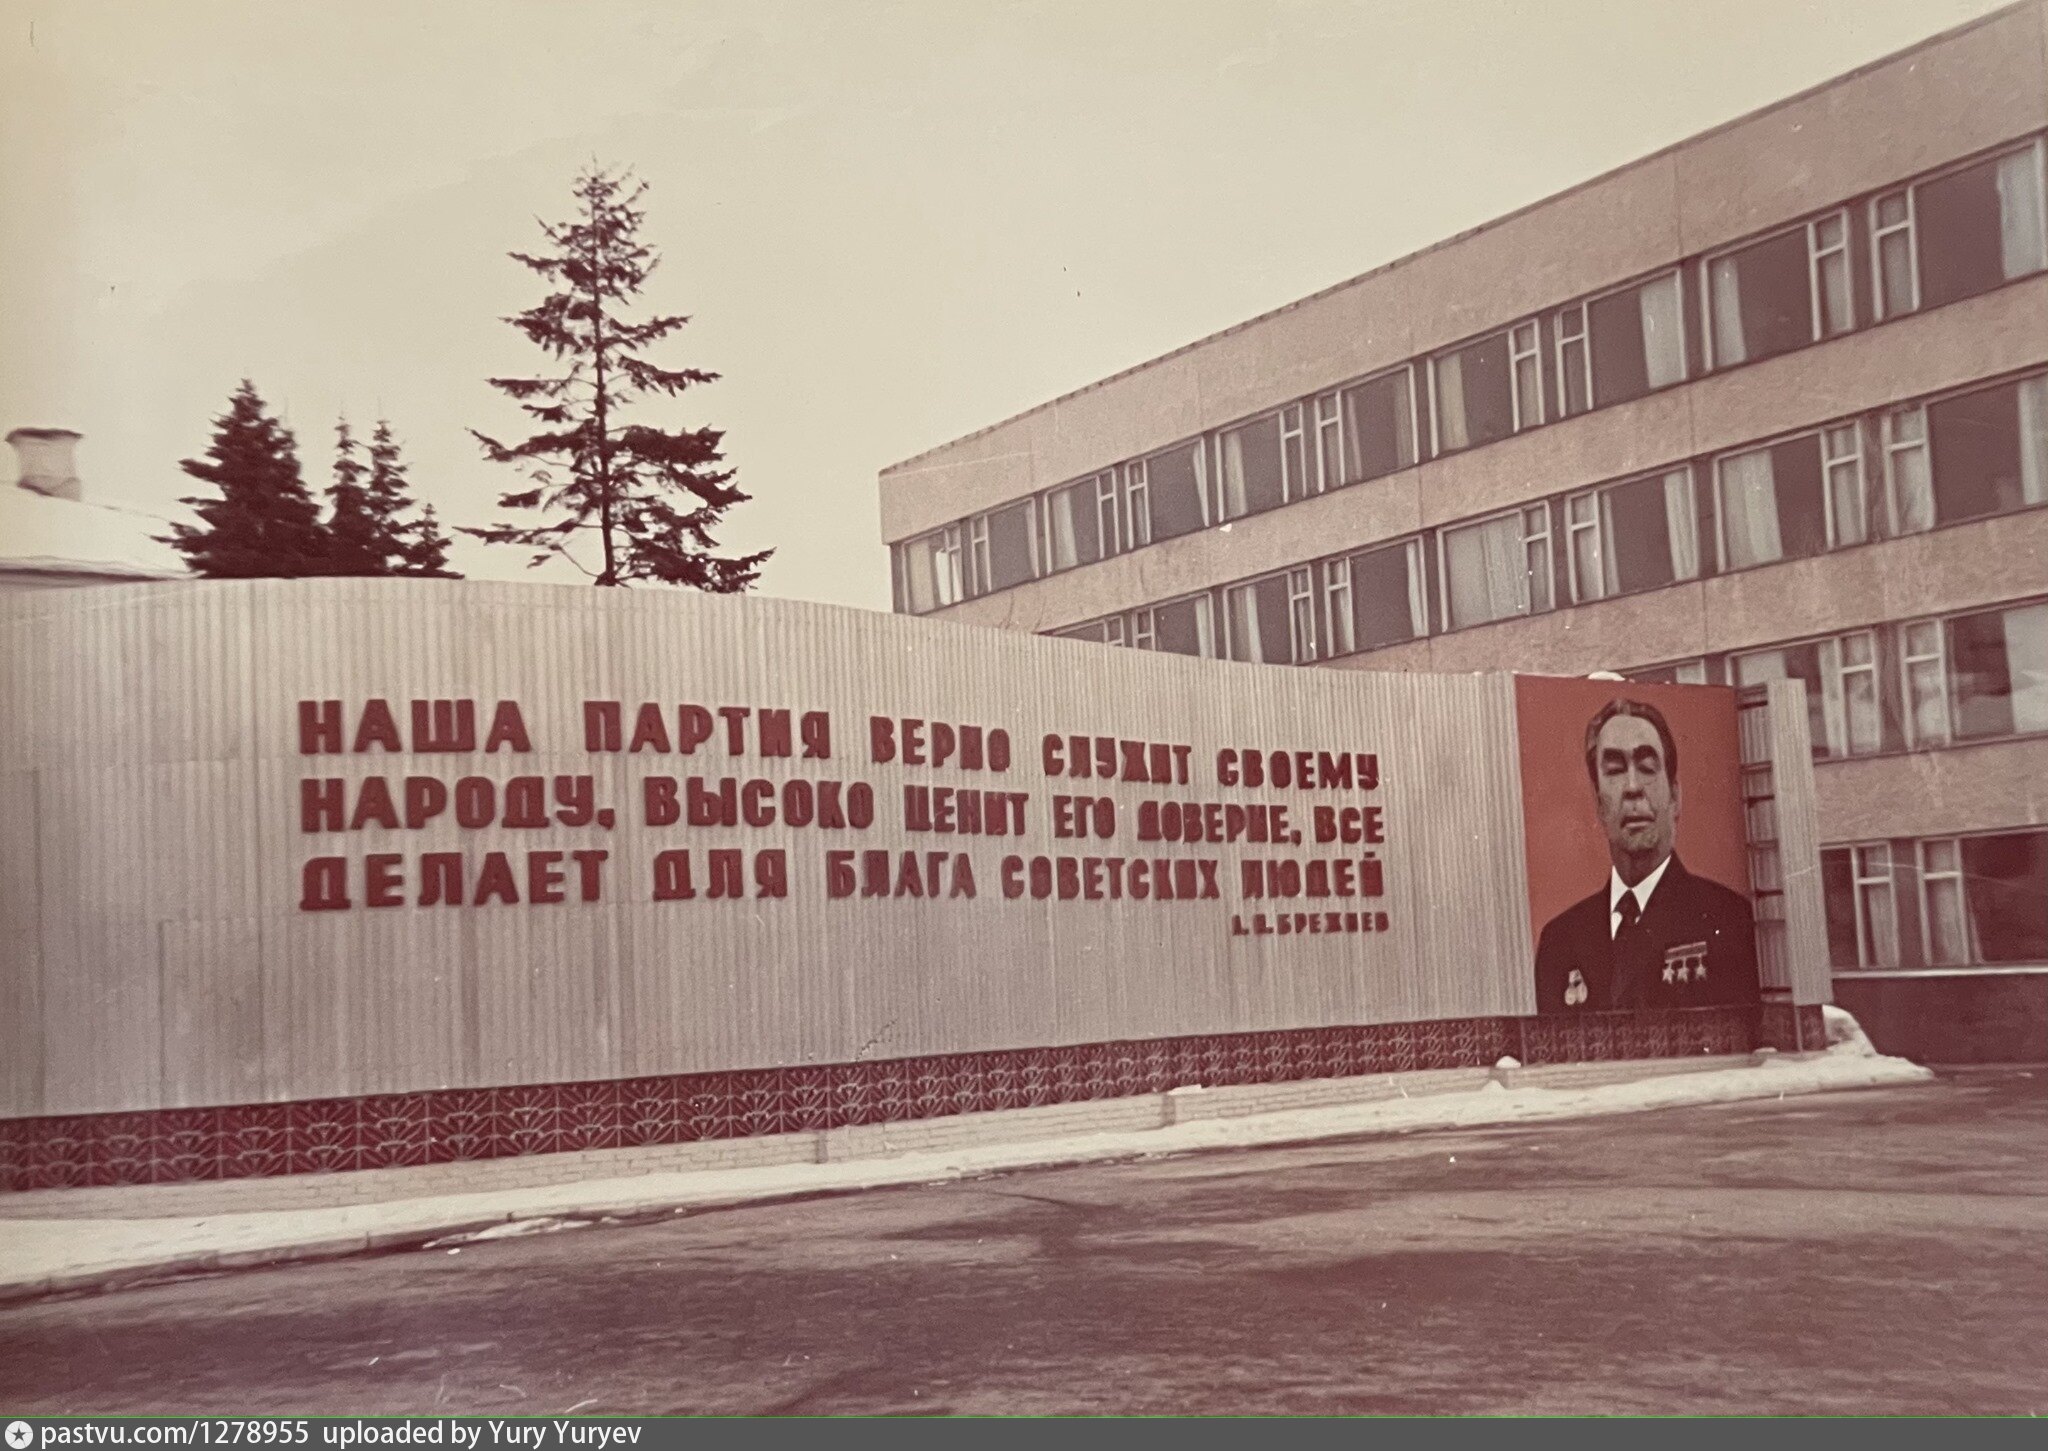 НАША ПАРТИЯ ВЕРНО СЛУЖИТ СВОЕМУ
НАРОДУ, ВЫСОКО ЦЕНИТ ЕГО ДОВЕРИЕ, ВСЕ
ДЕЛАЕТ ДЛЯ БЛАГА СОВЕТСКИХ ЛЮДЕЙ
Л.И.БРЕЖНЕВ
pastvu.com/1278955 uploaded by Yury Yuryev